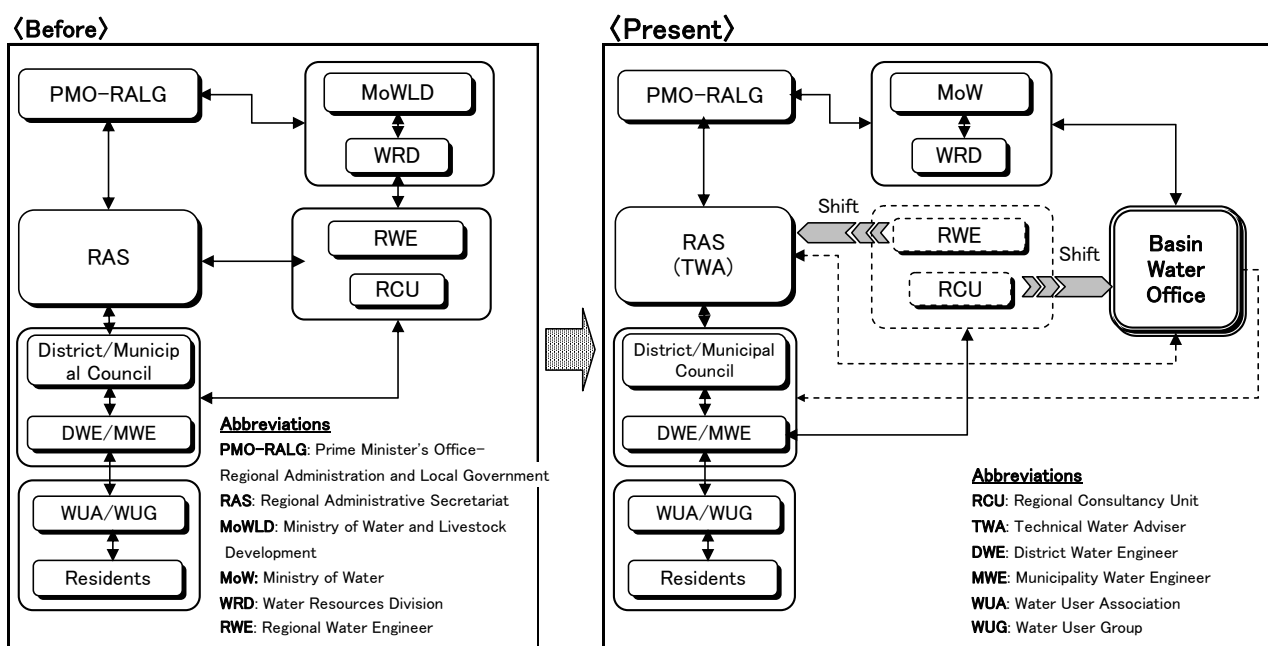 〈Before〉
PMO-RALG
MoWLD
WRD
RAS
RWE
RCU
District/Municip
al Council
DWE/MWE
WUA/WUG
Residents
Abbreviations
PMO-RALG: Prime Minister's Office-
Regional Administration and Local Government
RAS: Regional Administrative Secretariat
MoWLD: Ministry of Water and Livestock
Development
MoW: Ministry of Water
WRD: Water Resources Division
RWE: Regional Water Engineer
〈Present〉
PMO-RALG
MoW
WRD
RAS
(TWA)
Shift
RWE
RCU
Shift
Basin
Water
Office
District/Municipal
Council
DWE/MWE
WUA/WUG
Residents
Abbreviations
RCU: Regional Consultancy Unit
TWA: Technical Water Adviser
DWE: District Water Engineer
MWE: Municipality Water Engineer
WUA: Water User Association
WUG: Water User Group